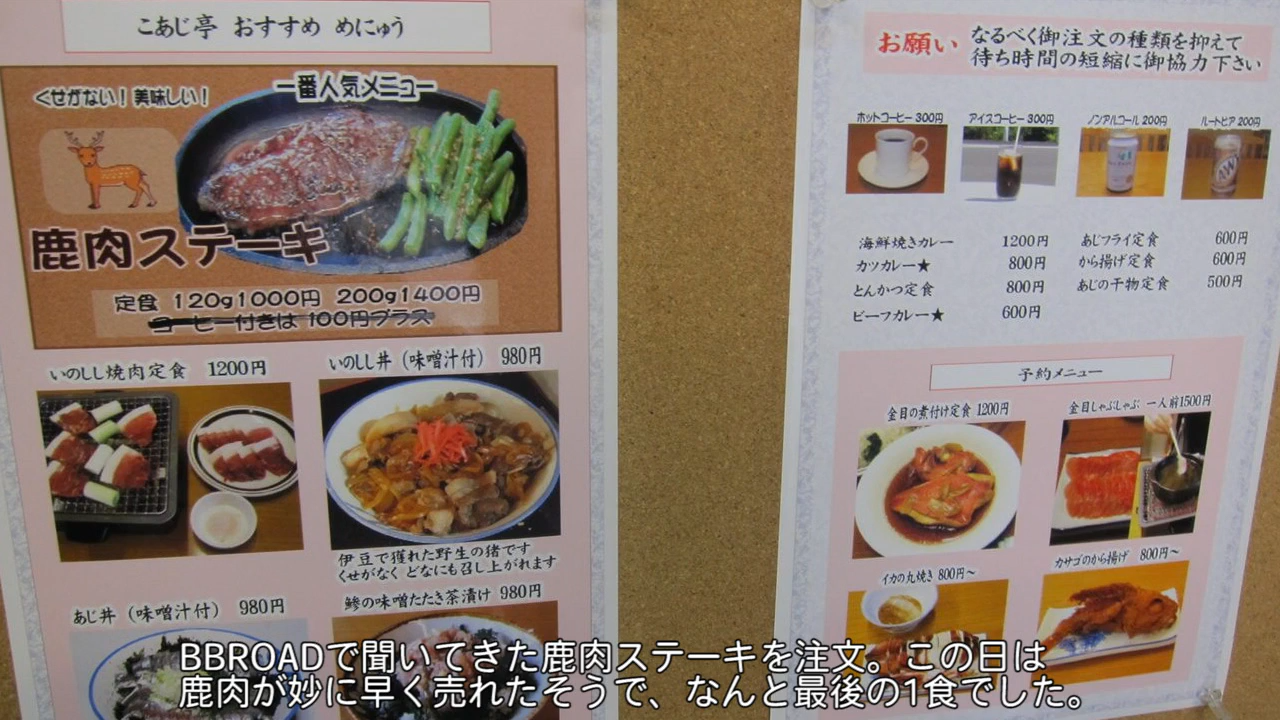 こあじ亭 おすすめ めにゅう
くせがない！美味しい！
一番人気メニュー
鹿肉ステーキ
定食 120g1000円 200g1400円
コーヒー付きは 100円プラス
いのしし焼肉定食 1200円
いのしし丼（味噌汁付） 980円
伊豆で獲れた野生の猪です
くせがなく どなにも召し上がれます
あじ丼（味噌汁付） 980円
鯵の味噌たたき茶漬け 980円
お願い なるべく御注文の種類を抑えて
待ち時間の短縮に御協力下さい
ホットコーヒー 300円
アイスコーヒー 300円
ノンアルコール 200円
ルートビア 200円
A&W
海鮮焼きカレー 1200円
カツカレー★ 800円
とんかつ定食 800円
ビーフカレー★ 600円
あじフライ定食 600円
から揚げ定食 600円
あじの干物定食 500円
予約メニュー
金目の煮付け定食 1200円
金目しゃぶしゃぶ 一人前1500円
イカの丸焼き 800円～
カサゴのから揚げ 800円～
BBROADで聞いてきた鹿肉ステーキを注文。この日は
鹿肉が妙に早く売れたそうで、なんと最後の1食でした。